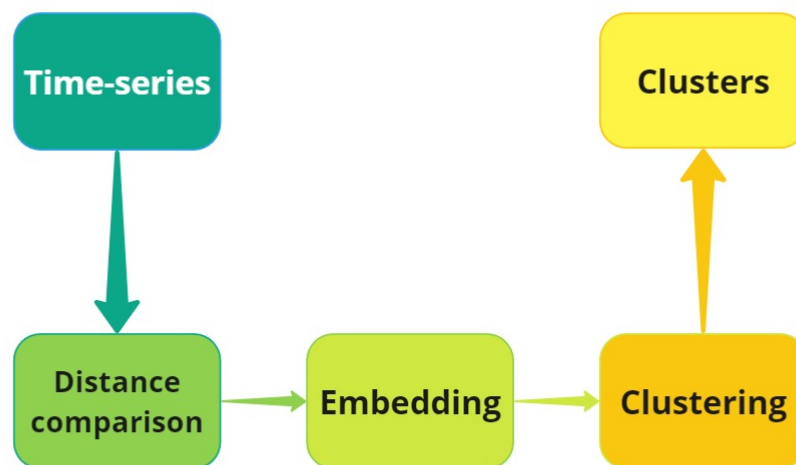 Time-series
Clusters
Distance
comparison
Embedding
Clustering